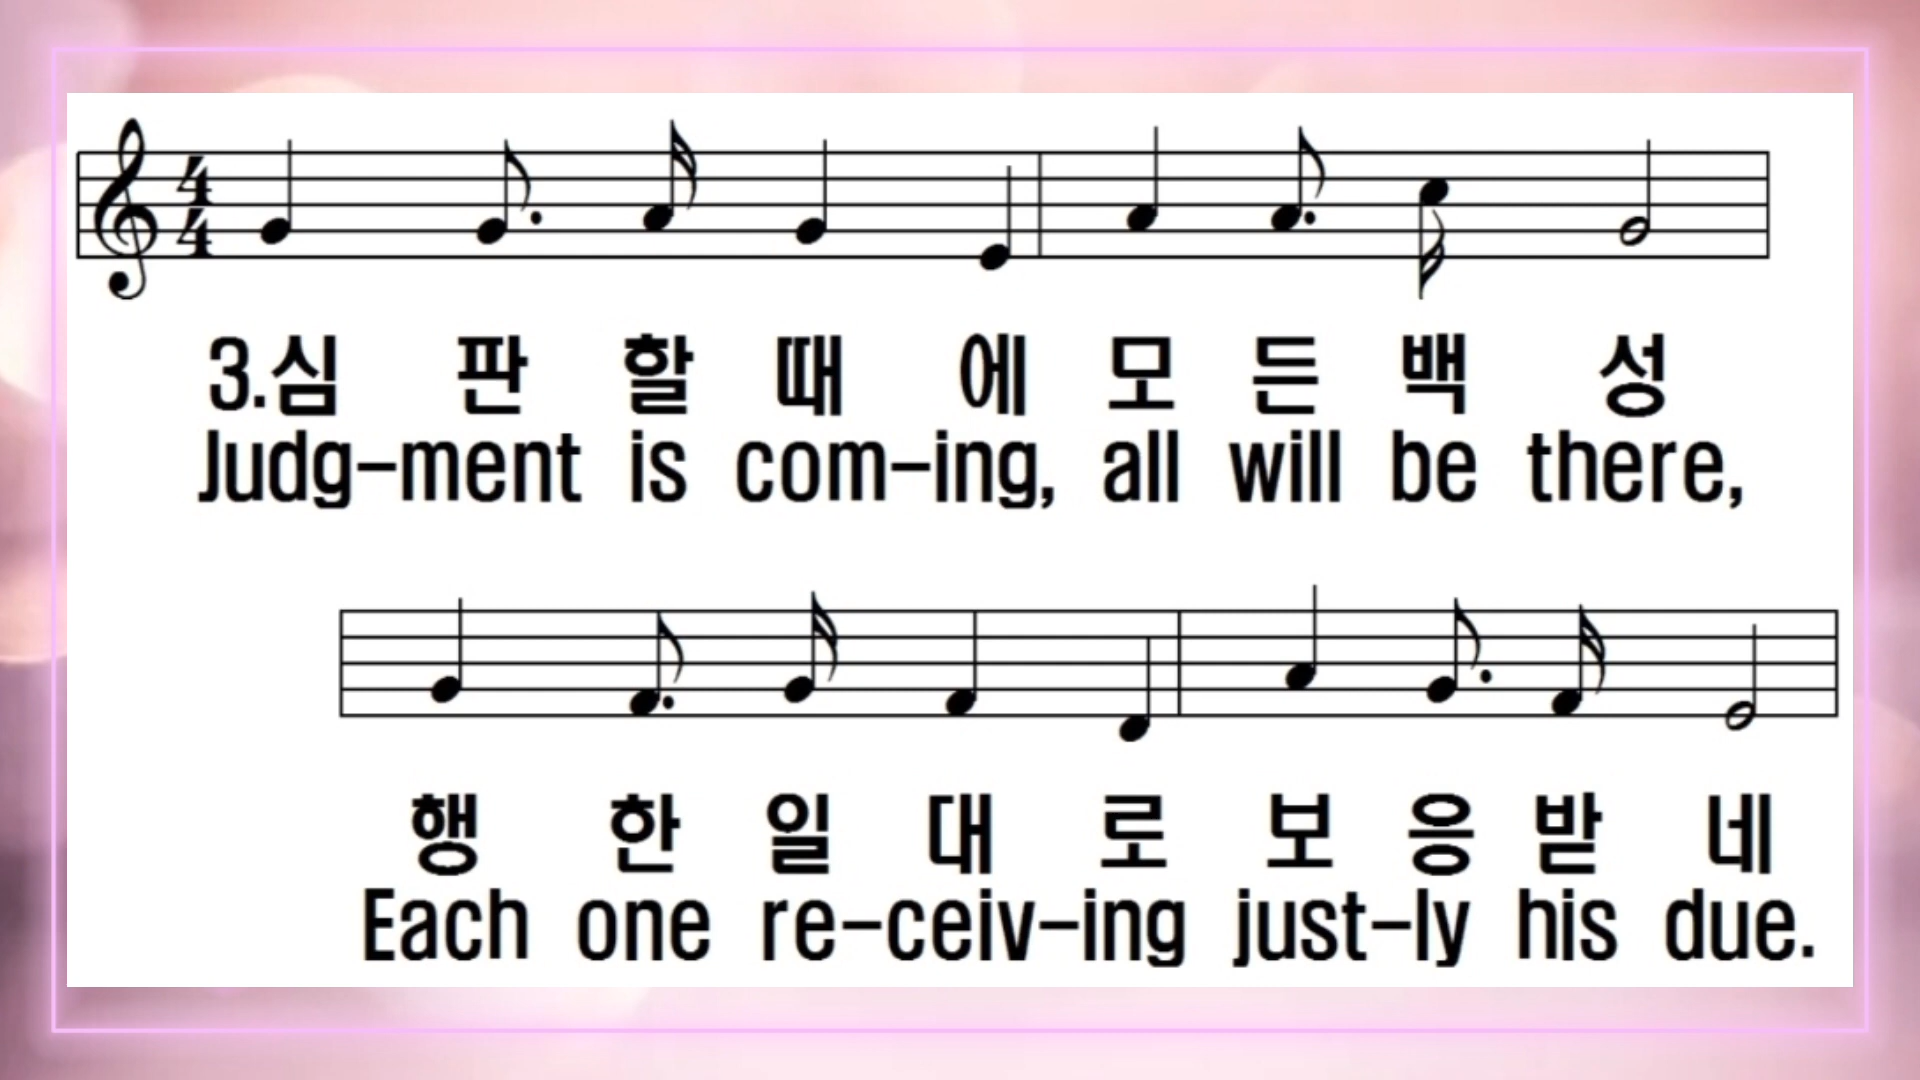 3.심 판 할 때 에 모 든 백 성
Judg-ment is com-ing, all will be there,
행 한 일 대 로 보 응 받 네
Each one re-ceiv-ing just-ly his due.